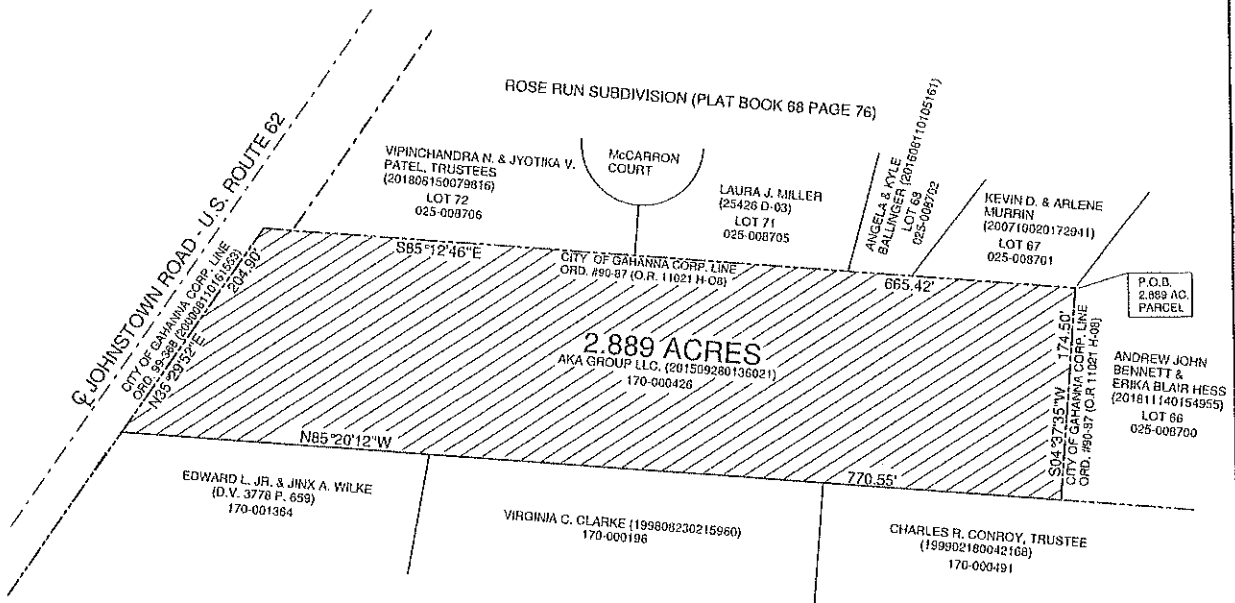 ROSE RUN SUBDIVISION (PLAT BOOK 68 PAGE 76)
℄ JOHNSTOWN ROAD - U.S. ROUTE 62
CITY OF GAHANNA CORP. LINE
N35°29'52"E
204.90'
VIPINCHANDRA N. & JYOTIKA V.
PATEL, TRUSTEES
(201806150079816)
LOT 72
025-008706
McCARRON
COURT
LAURA J. MILLER
(25426 D-03)
LOT 71
025-008705
ANGELA & KYLE
BALLINGER (201608110105161)
LOT 68
025-008702
KEVIN D. & ARLENE
MURRIN
(200710020172941)
LOT 67
025-008701
P.O.B.
2.889 AC.
PARCEL
S85°12'46"E
CITY OF GAHANNA CORP. LINE
ORD. #90-87 (O.R. 11021 H-08)
665.42'
2.889 ACRES
AKA GROUP LLC. (201509280136021)
170-000426
S04°37'35"W
174.50'
CITY OF GAHANNA CORP. LINE
ORD. #90-87 (O.R. 11021 H-08)
ANDREW JOHN
BENNETT &
ERIKA BLAIR HESS
(201811140154955)
LOT 66
025-008700
N85°20'12"W
770.55'
EDWARD L. JR. & JINX A. WILKE
(D.V. 3778 P. 659)
170-001364
VIRGINIA C. CLARKE (199808230215960)
170-000196
CHARLES R. CONROY, TRUSTEE
(199902180042168)
170-000491